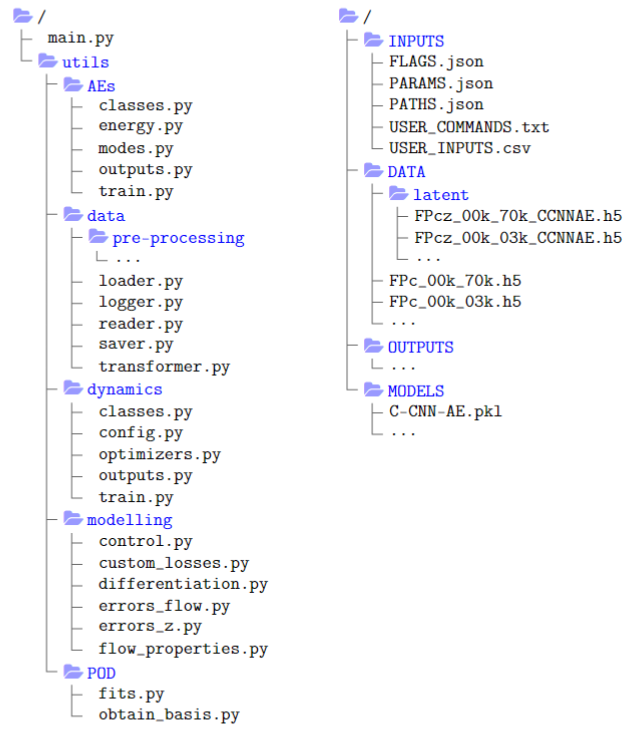 /
main.py
utils
AEs
classes.py
energy.py
modes.py
outputs.py
train.py
data
pre-processing
...
loader.py
logger.py
reader.py
saver.py
transformer.py
dynamics
classes.py
config.py
optimizers.py
outputs.py
train.py
modelling
control.py
custom_losses.py
differentiation.py
errors_flow.py
errors_z.py
flow_properties.py
POD
fits.py
obtain_basis.py
/
INPUTS
FLAGS.json
PARAMS.json
PATHS.json
USER_COMMANDS.txt
USER_INPUTS.csv
DATA
latent
FPcz_00k_70k_CCNNAE.h5
FPcz_00k_03k_CCNNAE.h5
...
FPc_00k_70k.h5
FPc_00k_03k.h5
...
OUTPUTS
...
MODELS
C-CNN-AE.pkl
...